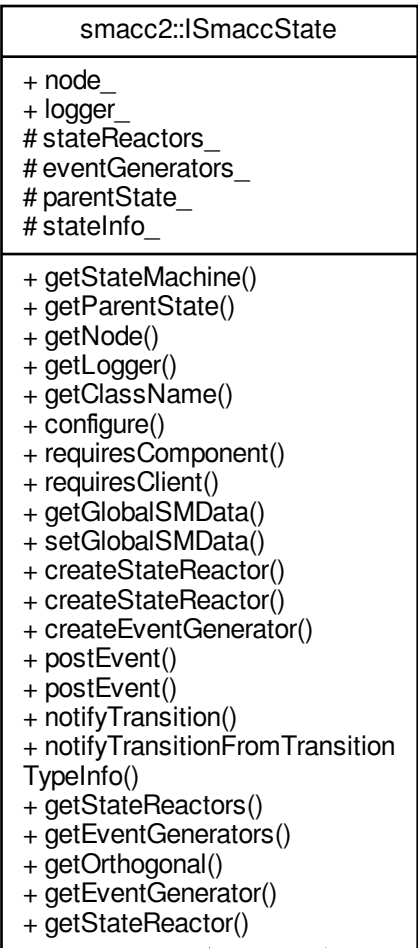 smacc2::ISmaccState
+ node_
+ logger_
# stateReactors_
# eventGenerators_
# parentState_
# stateInfo_
+ getStateMachine()
+ getParentState()
+ getNode()
+ getLogger()
+ getClassName()
+ configure()
+ requiresComponent()
+ requiresClient()
+ getGlobalSMData()
+ setGlobalSMData()
+ createStateReactor()
+ createStateReactor()
+ createEventGenerator()
+ postEvent()
+ postEvent()
+ notifyTransition()
+ notifyTransitionFromTransition
TypeInfo()
+ getStateReactors()
+ getEventGenerators()
+ getOrthogonal()
+ getEventGenerator()
+ getStateReactor()